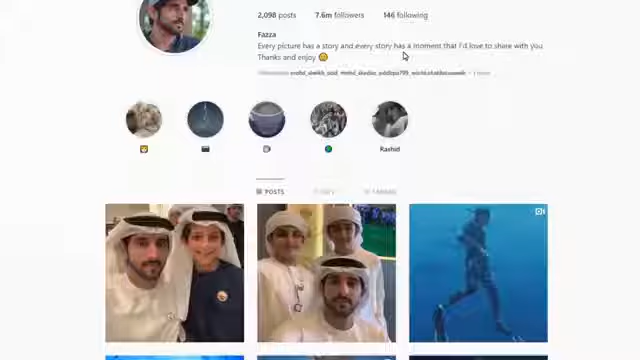 2,098 posts 7.6m followers 146 following
Fazza
Every picture has a story and every story has a moment that I'd love to share with you.
Thanks and enjoy
Rashid
POSTS
TAGGED